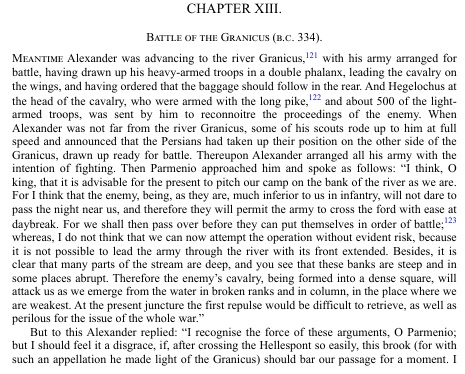 CHAPTER XIII.
BATTLE OF THE GRANICUS (B.C. 334).
MEANTIME Alexander was advancing to the river Granicus,121 with his army arranged for
battle, having drawn up his heavy-armed troops in a double phalanx, leading the cavalry on
the wings, and having ordered that the baggage should follow in the rear. And Hegelochus at
the head of the cavalry, who were armed with the long pike,122 and about 500 of the light-
armed troops, was sent by him to reconnoitre the proceedings of the enemy. When
Alexander was not far from the river Granicus, some of his scouts rode up to him at full
speed and announced that the Persians had taken up their position on the other side of the
Granicus, drawn up ready for battle. Thereupon Alexander arranged all his army with the
intention of fighting. Then Parmenio approached him and spoke as follows: “I think, O
king, that it is advisable for the present to pitch our camp on the bank of the river as we are.
For I think that the enemy, being, as they are, much inferior to us in infantry, will not dare to
pass the night near us, and therefore they will permit the army to cross the ford with ease at
daybreak. For we shall then pass over before they can put themselves in order of battle;123
whereas, I do not think that we can now attempt the operation without evident risk, because
it is not possible to lead the army through the river with its front extended. Besides, it is
clear that many parts of the stream are deep, and you see that these banks are steep and in
some places abrupt. Therefore the enemy’s cavalry, being formed into a dense square, will
attack us as we emerge from the water in broken ranks and in column, in the place where we
are weakest. At the present juncture the first repulse would be difficult to retrieve, as well as
perilous for the issue of the whole war.”
But to this Alexander replied: “I recognise the force of these arguments, O Parmenio;
but I should feel it a disgrace, if, after crossing the Hellespont so easily, this brook (for with
such an appellation he made light of the Granicus) should bar our passage for a moment. I